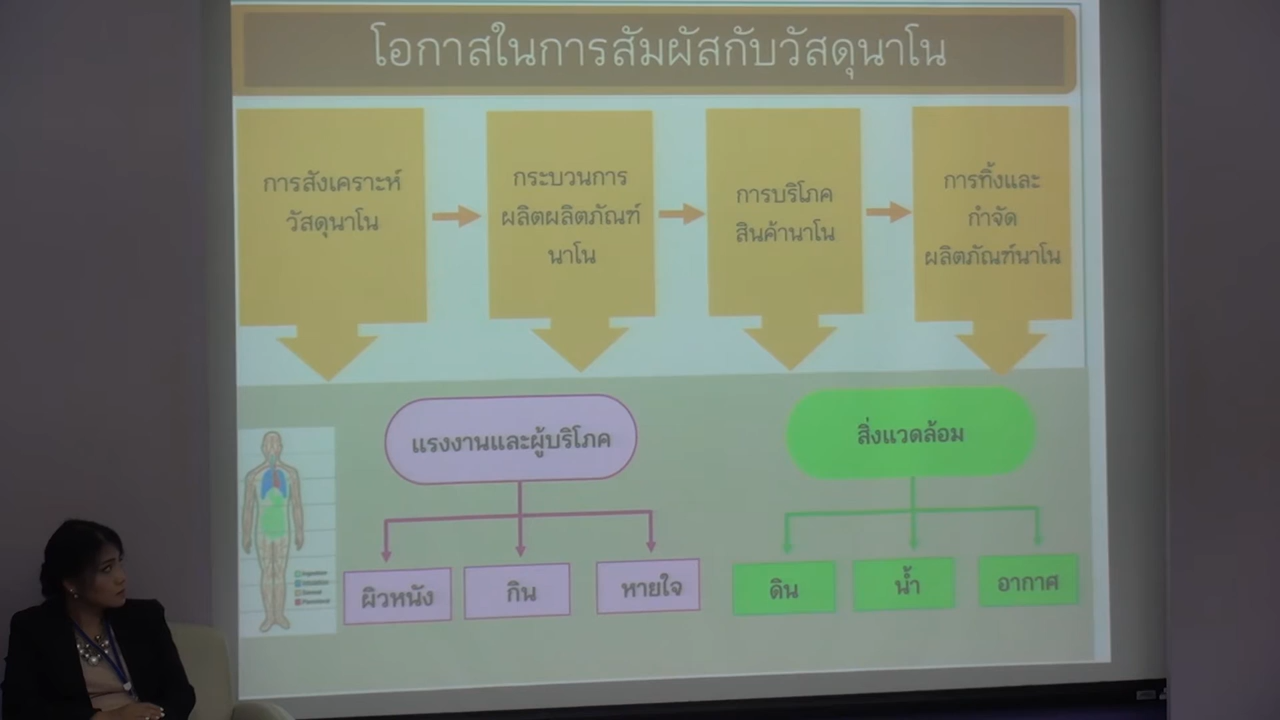 โอกาสในการสัมผัสกับวัสดุนาโน
การสังเคราะห์
วัสดุนาโน
กระบวนการ
ผลิตผลิตภัณฑ์
นาโน
การบริโภค
สินค้านาโน
การทิ้งและ
กำจัด
ผลิตภัณฑ์นาโน
แรงงานและผู้บริโภค
สิ่งแวดล้อม
ผิวหนัง
กิน
หายใจ
ดิน
น้ำ
อากาศ